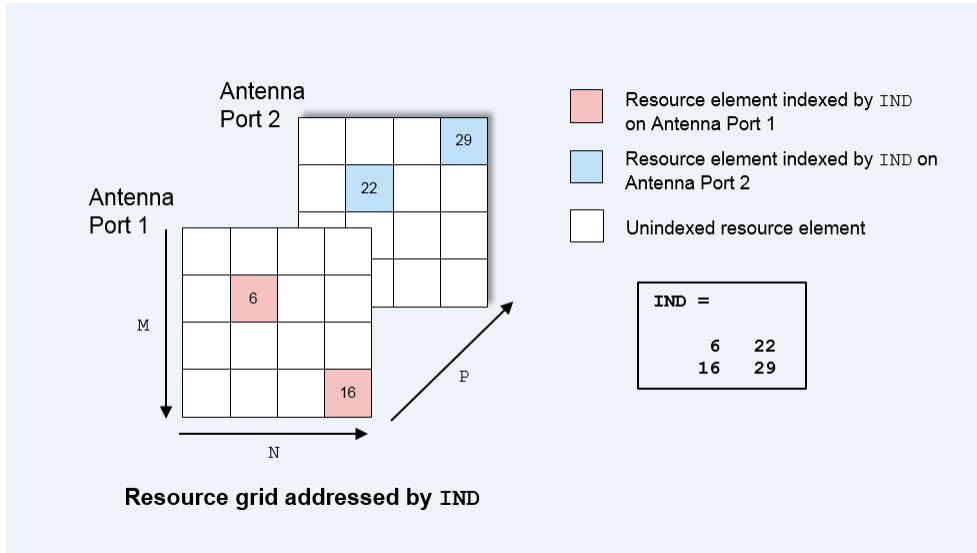 Antenna
Port 2
29
22
Antenna
Port 1
6
16
M
N
P
Resource grid addressed by IND
Resource element indexed by IND
on Antenna Port 1
Resource element indexed by IND on
Antenna Port 2
Unindexed resource element
IND =
6 22
16 29